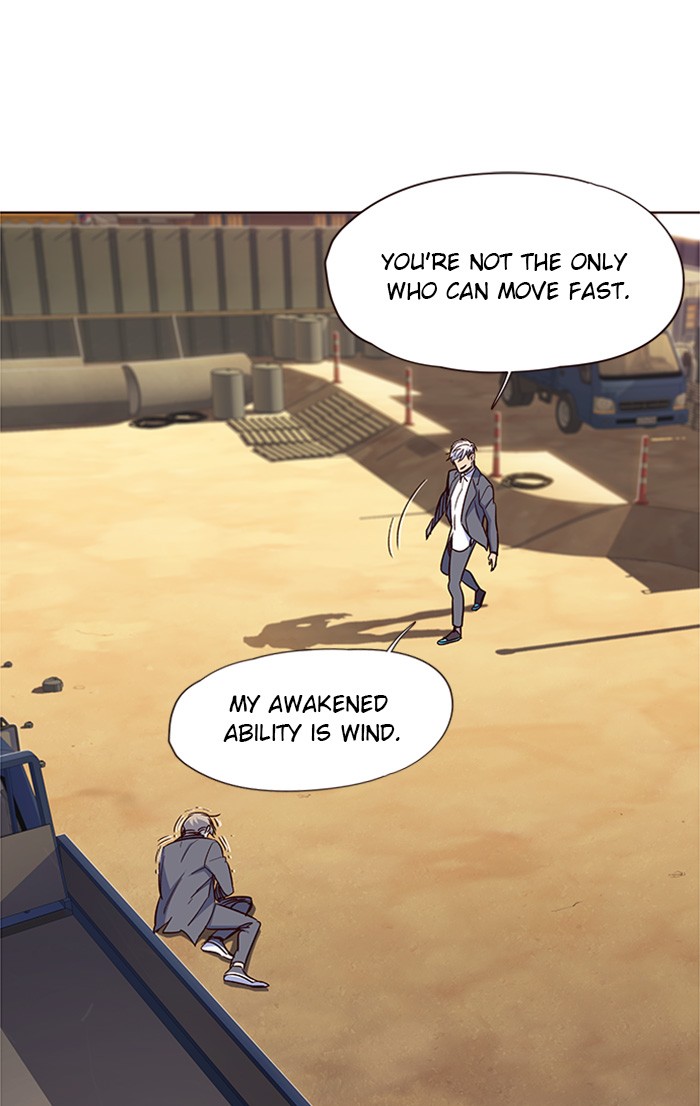 YOU'RE NOT THE ONLY
WHO CAN MOVE FAST.
MY AWAKENED
ABILITY IS WIND.